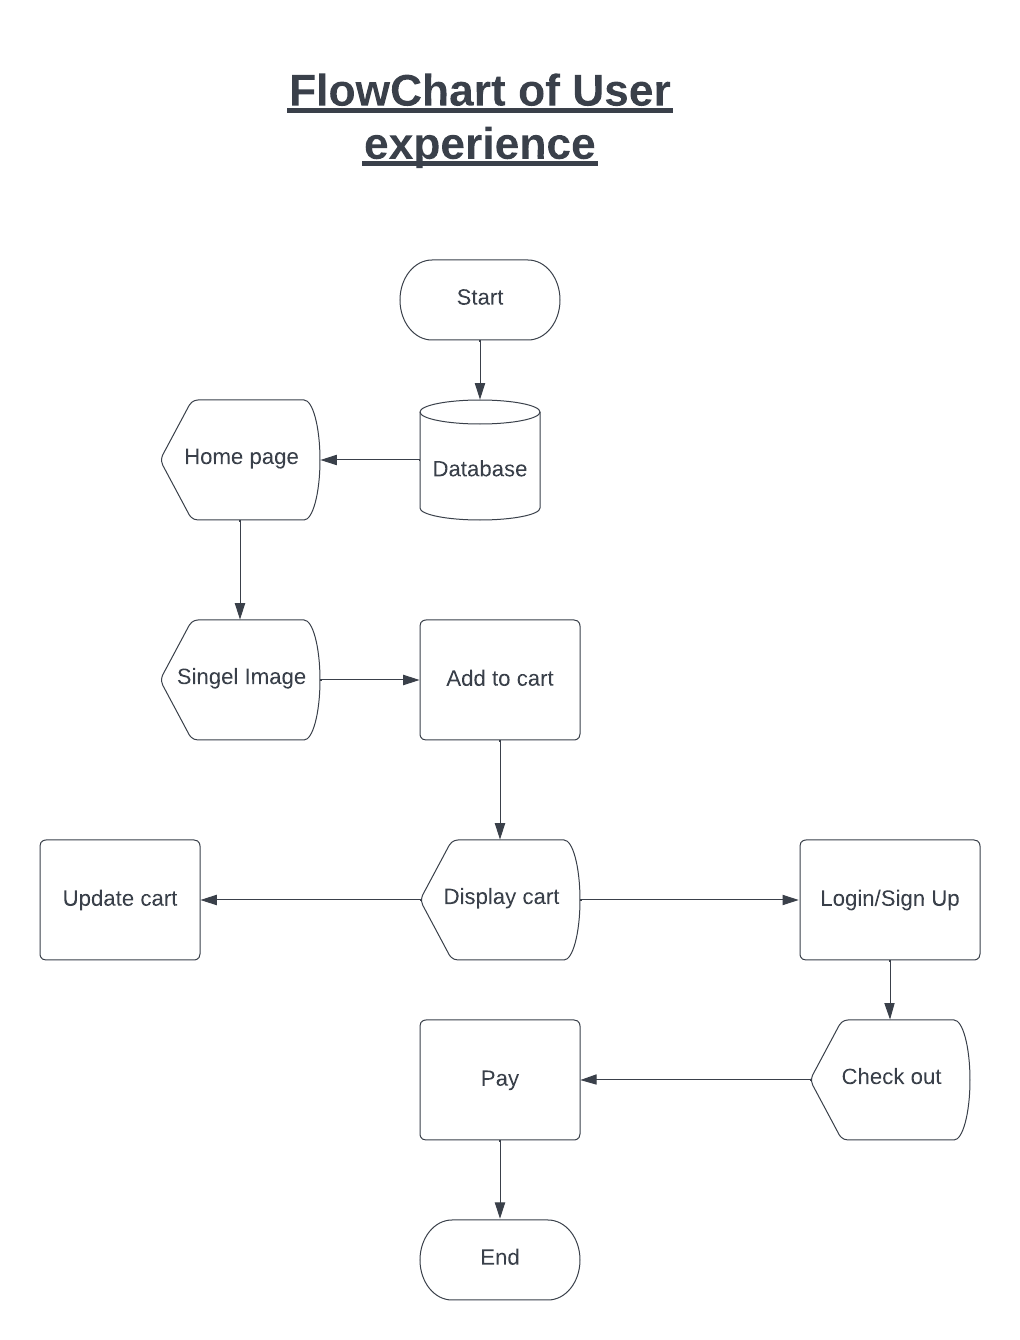 FlowChart of User
experience
Start
Database
Home page
Singel Image
Add to cart
Update cart
Display cart
Login/Sign Up
Pay
Check out
End